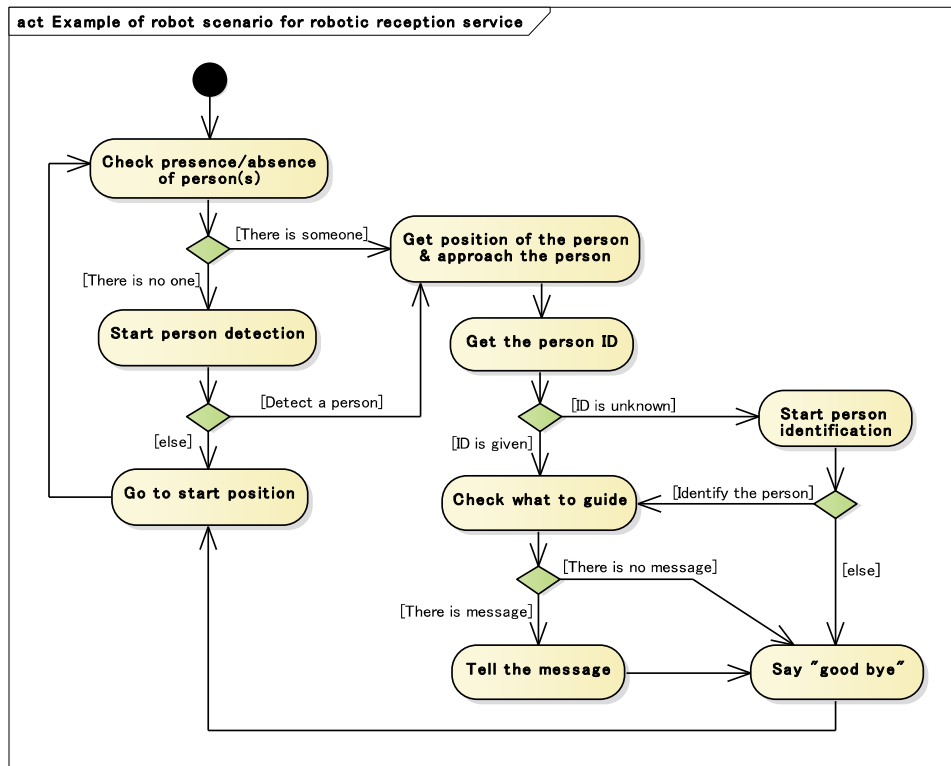 act Example of robot scenario for robotic reception service
Check presence/absence
of person(s)
[There is someone]
Get position of the person
& approach the person
[There is no one]
Start person detection
Get the person ID
[Detect a person]
[ID is unknown]
Start person
identification
[else]
[ID is given]
Go to start position
Check what to guide
[Identify the person]
[There is no message]
[else]
[There is message]
Tell the message
Say "good bye"